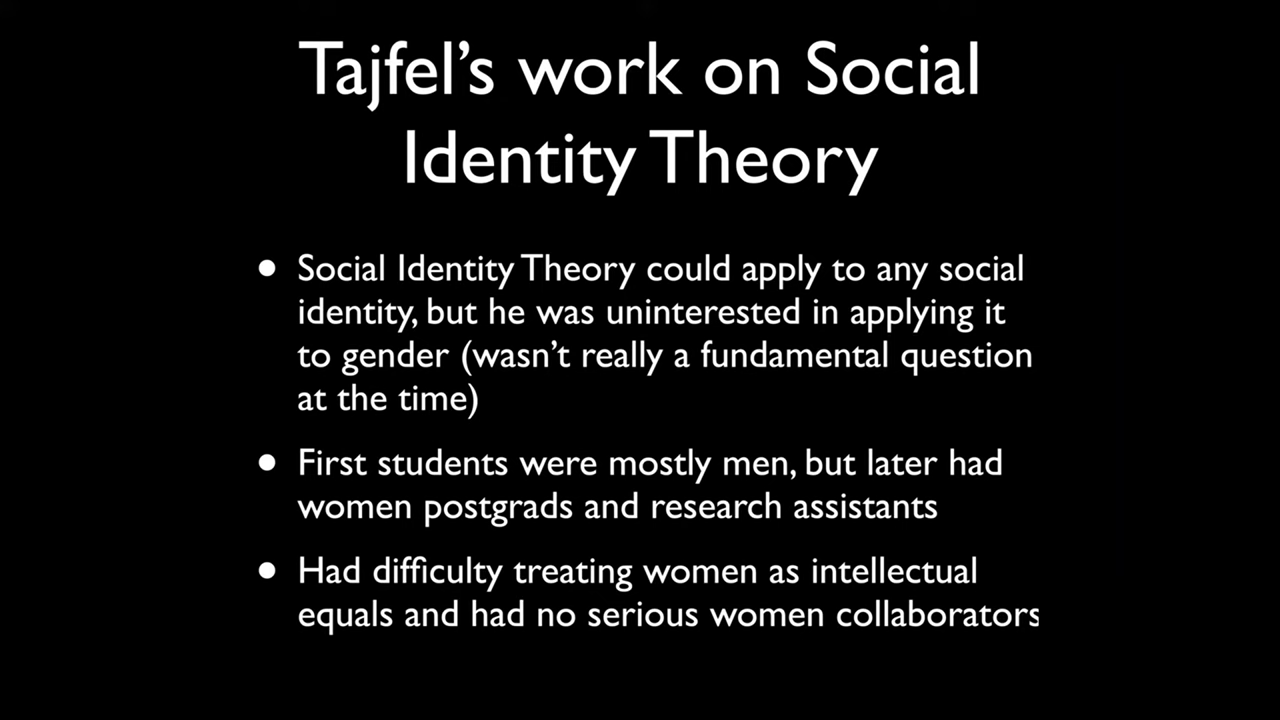 Tajfel’s work on Social
Identity Theory
• Social Identity Theory could apply to any social
identity, but he was uninterested in applying it
to gender (wasn’t really a fundamental question
at the time)
• First students were mostly men, but later had
women postgrads and research assistants
• Had difficulty treating women as intellectual
equals and had no serious women collaborators